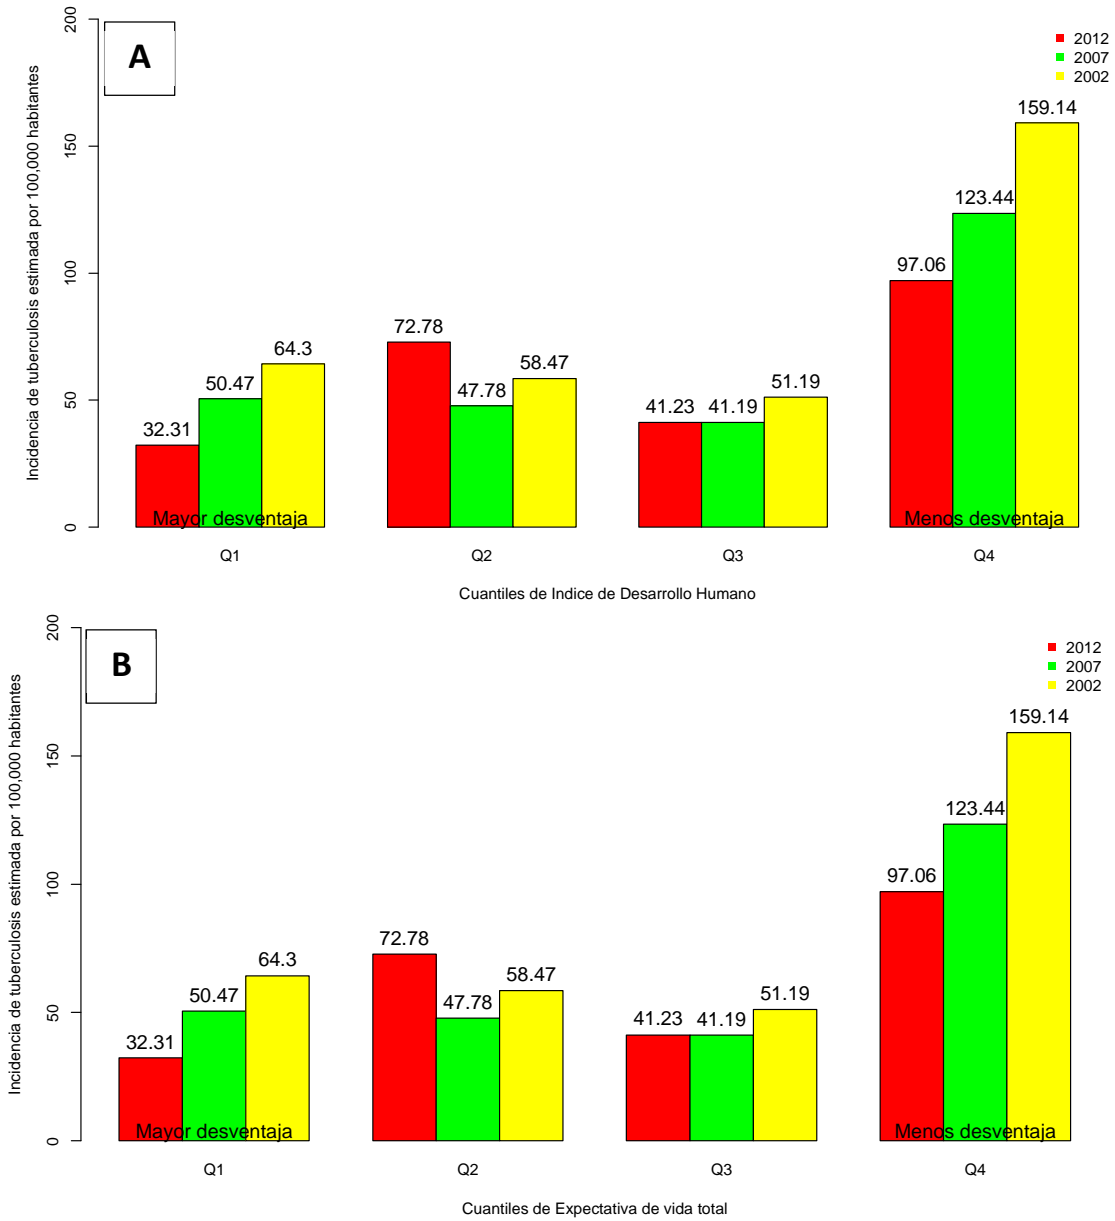 A
2012
2007
2002
Incidencia de tuberculosis estimada por 100,000 habitantes
200
150
100
50
0
32.31
50.47
64.3
72.78
47.78
58.47
41.23
41.19
51.19
97.06
123.44
159.14
Mayor desventaja
Menos desventaja
Q1
Q2
Q3
Q4
Cuantiles de Indice de Desarrollo Humano
B
2012
2007
2002
Incidencia de tuberculosis estimada por 100,000 habitantes
200
150
100
50
0
32.31
50.47
64.3
72.78
47.78
58.47
41.23
41.19
51.19
97.06
123.44
159.14
Mayor desventaja
Menos desventaja
Q1
Q2
Q3
Q4
Cuantiles de Expectativa de vida total